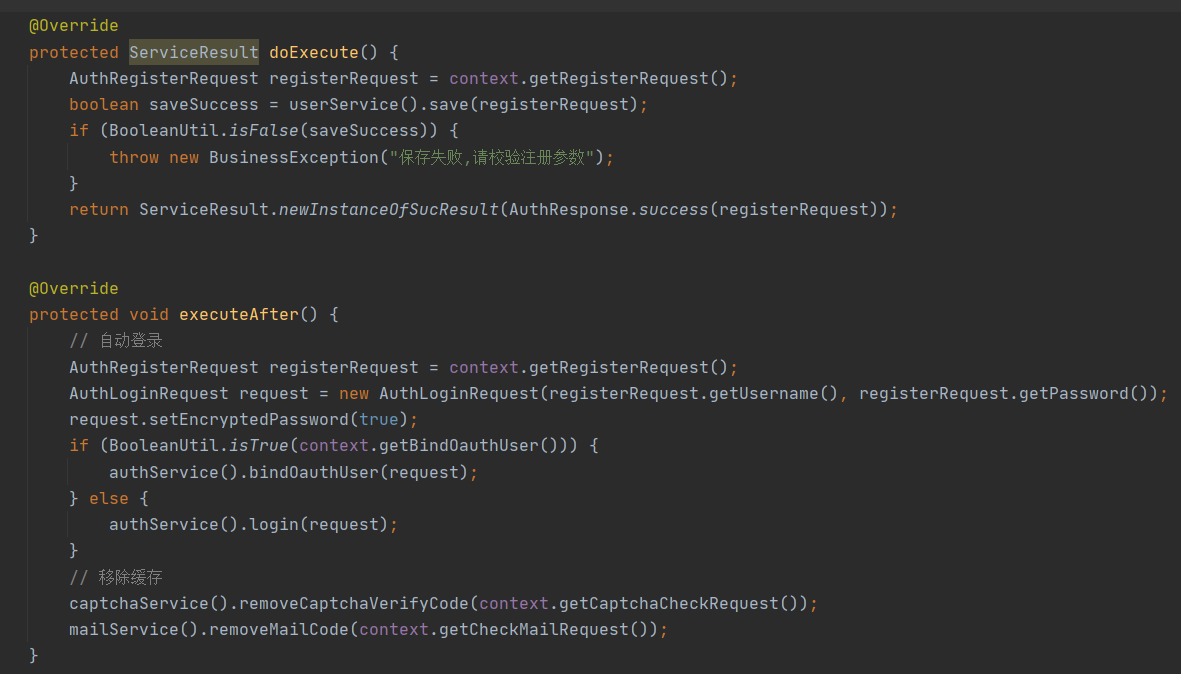 @Override
protected ServiceResult doExecute() {
AuthRegisterRequest registerRequest = context.getRegisterRequest();
boolean saveSuccess = userService().save(registerRequest);
if (BooleanUtil.isFalse(saveSuccess)) {
throw new BusinessException("保存失败,请校验注册参数");
}
return ServiceResult.newInstanceOfSucResult(AuthResponse.success(registerRequest));
}
@Override
protected void executeAfter() {
// 自动登录
AuthRegisterRequest registerRequest = context.getRegisterRequest();
AuthLoginRequest request = new AuthLoginRequest(registerRequest.getUsername(), registerRequest.getPassword());
request.setEncryptedPassword(true);
if (BooleanUtil.isTrue(context.getBindOauthUser())) {
authService().bindOauthUser(request);
} else {
authService().login(request);
}
// 移除缓存
captchaService().removeCaptchaVerifyCode(context.getCaptchaCheckRequest());
mailService().removeMailCode(context.getCheckMailRequest());
}